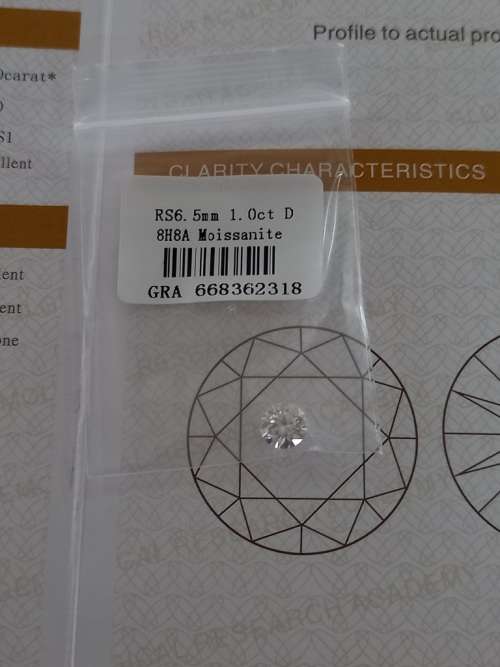 Profile to actual pro
0carat*
S1
llent
CLARITY CHARACTERISTICS
RS6.5mm 1.0ct D
8H8A Moissanite
GRA 668362318
ent
ent
ne